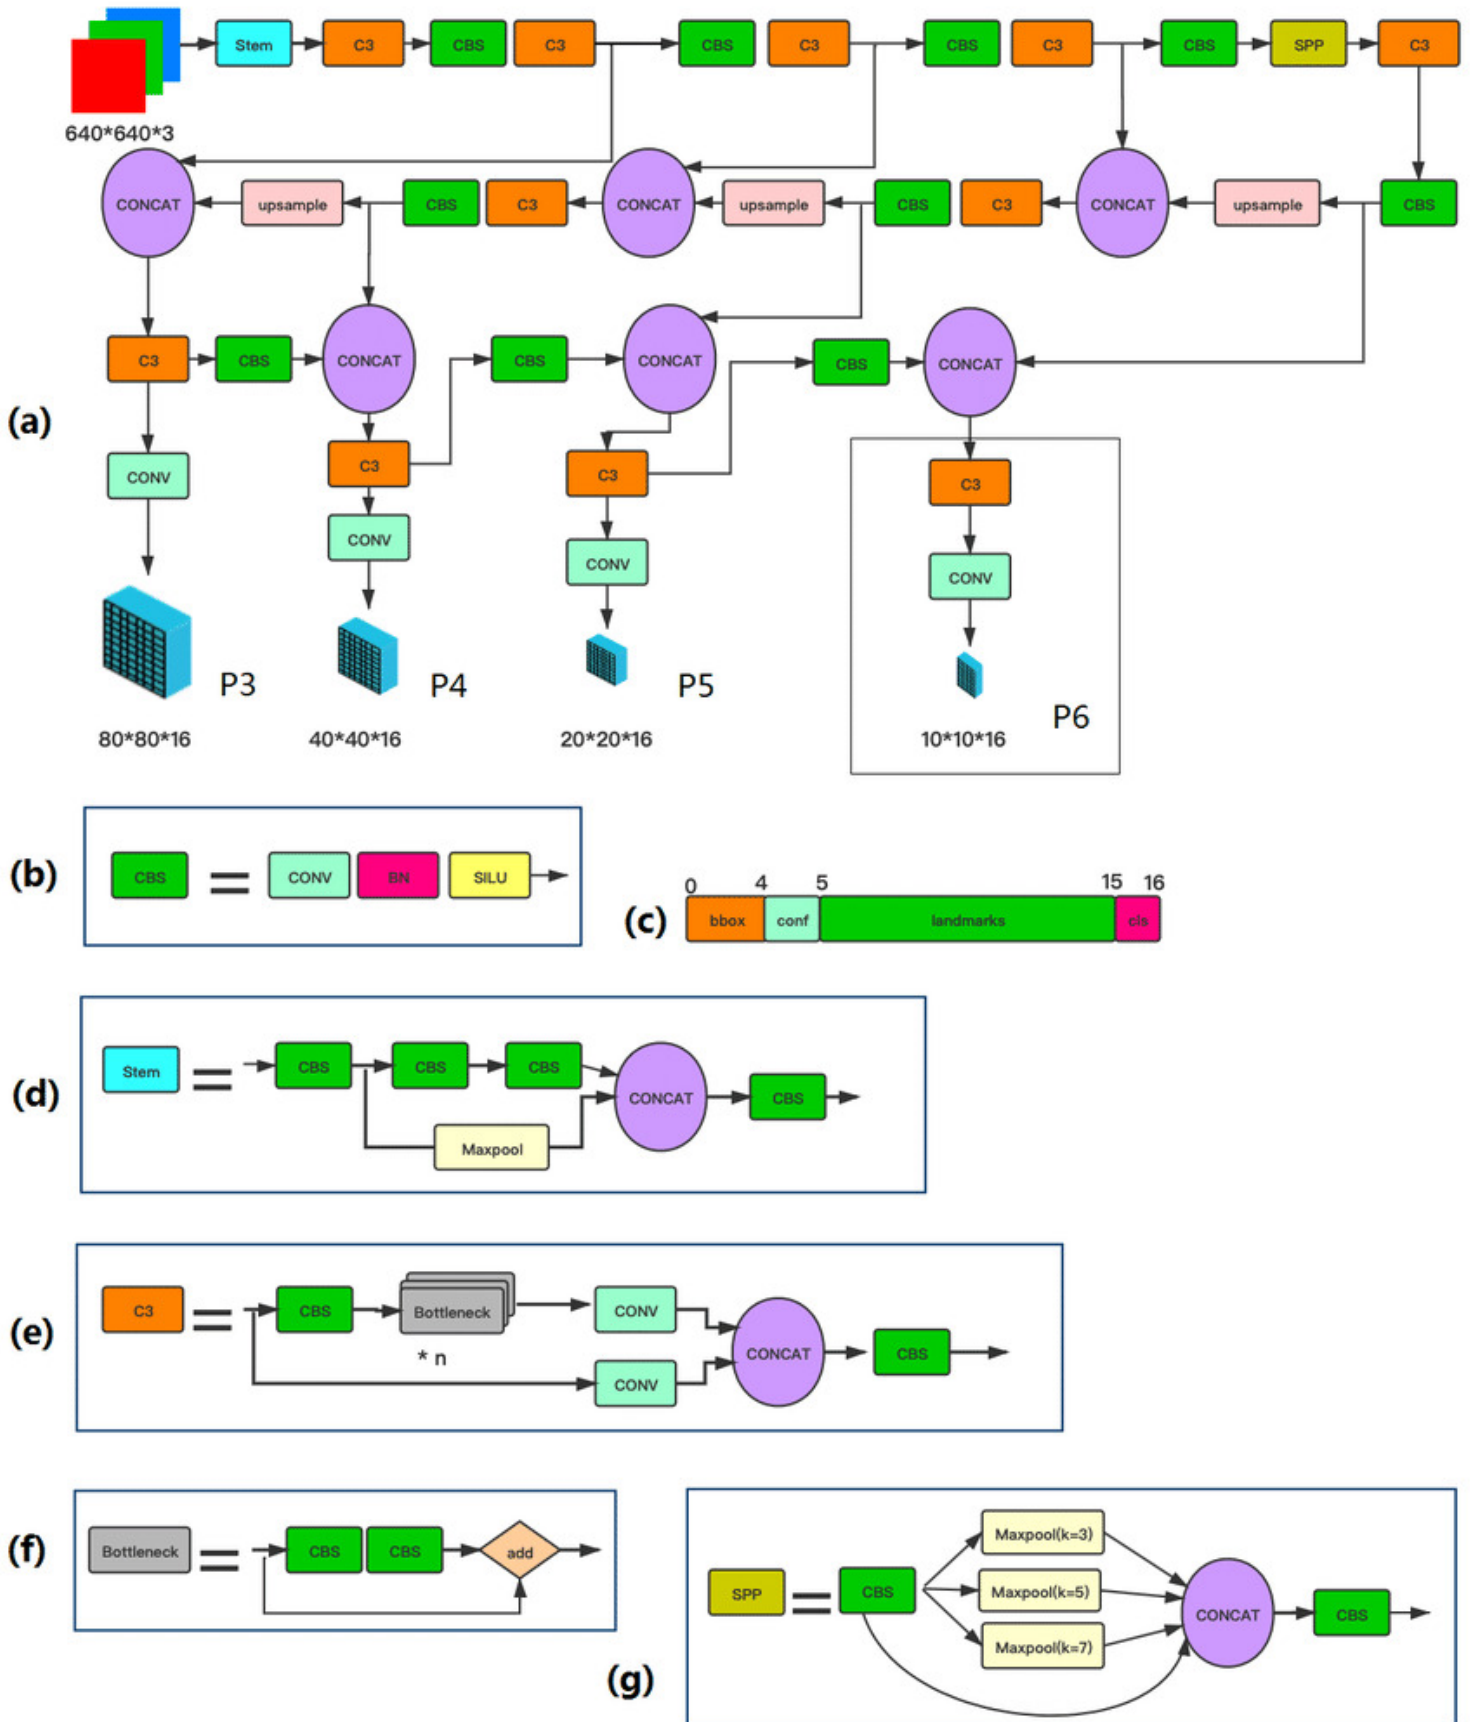 Stem C3 CBS C3 CBS C3 CBS C3 CBS SPP C3
640*640*3
CONCAT upsample CBS C3 CONCAT upsample CBS C3 CONCAT upsample CBS
C3 CBS CONCAT CBS CONCAT CBS CONCAT
(a)
CONV C3 C3 C3
CONV CONV CONV
P3 P4 P5 P6
80*80*16 40*40*16 20*20*16 10*10*16
(b) CBS = CONV BN SILU
0 4 5 15 16
(c) bbox conf landmarks cls
(d) Stem = CBS CBS CBS CONCAT CBS
Maxpool
(e) C3 = CBS Bottleneck CONV CONCAT CBS
* n
CONV
(f) Bottleneck = CBS CBS add
(g) SPP = CBS Maxpool(k=3) CONCAT CBS
Maxpool(k=5)
Maxpool(k=7)